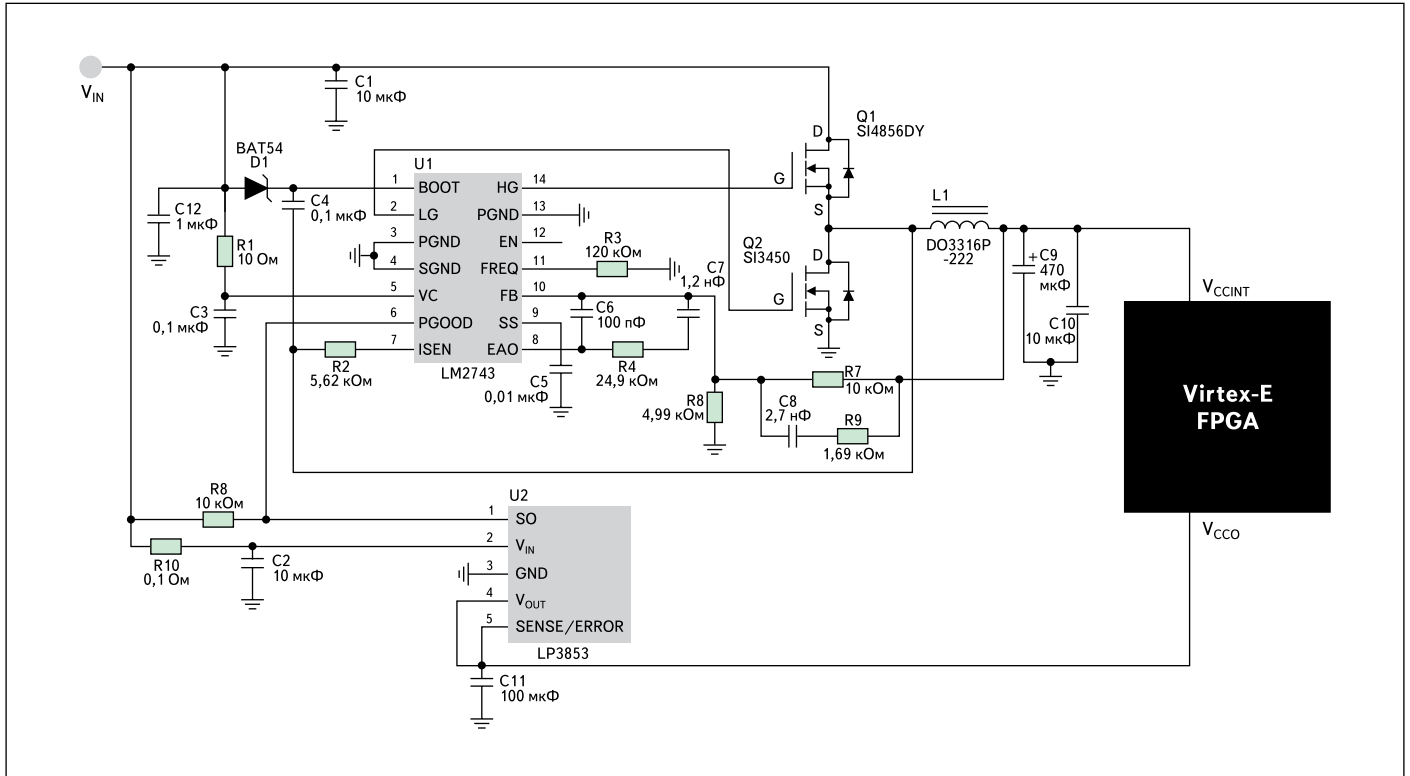 V_IN
C1
10 мкФ
Q1
SI4856DY
D
G
S
BAT54
D1
C12
1 мкФ
C4
0,1 мкФ
R1
10 Ом
C3
0,1 мкФ
U1
1 BOOT HG 14
2 LG PGND 13
3 PGND EN 12
4 SGND FREQ 11
5 VC FB 10
6 PGOOD SS 9
7 ISEN EAO 8
LM2743
R2
5,62 кОм
R3
120 кОм
C7
1,2 нФ
C6
100 пФ
R4
24,9 кОм
C5
0,01 мкФ
Q2
SI3450
D
G
S
L1
DO3316P
-222
+ C9
470
мкФ
C10
10 мкФ
V_CCINT
R7
10 кОм
R8
4,99 кОм
C8
2,7 нФ
R9
1,69 кОм
Virtex-E
FPGA
V_CCO
R8
10 кОм
R10
0,1 Ом
C2
10 мкФ
U2
1 SO
2 V_IN
3 GND
4 V_OUT
5 SENSE/ERROR
LP3853
C11
100 мкФ